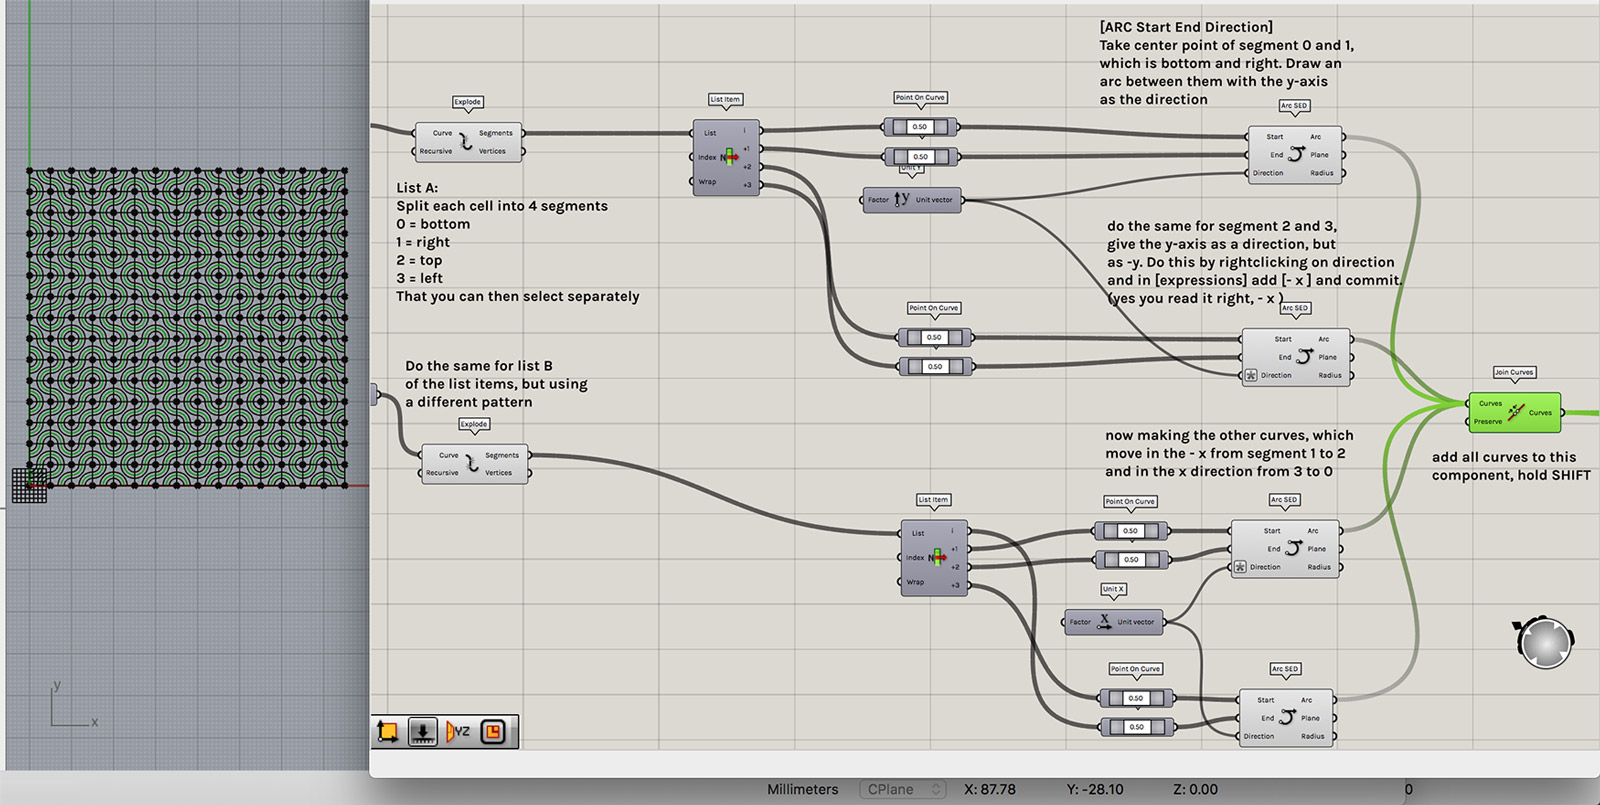 [ARC Start End Direction]
Take center point of segment 0 and 1,
which is bottom and right. Draw an
arc between them with the y-axis
as the direction
Explode
Curve
Segments
Recursive
Vertices
List Item
List
i
Index
+1
+2
Wrap
+3
Point On Curve
0.50
0.50
Unit Y
Factor
y
Unit vector
Arc SED
Start
Arc
End
Plane
Direction
Radius
List A:
Split each cell into 4 segments
0 = bottom
1 = right
2 = top
3 = left
That you can then select separately
do the same for segment 2 and 3,
give the y-axis as a direction, but
as -y. Do this by rightclicking on direction
and in [expressions] add [- x ] and commit.
(yes you read it right, - x )
Point On Curve
0.50
0.50
Arc SED
Start
Arc
End
Plane
Direction
Radius
Do the same for list B
of the list items, but using
a different pattern
Explode
Curve
Segments
Recursive
Vertices
Join Curves
Curves
Curves
Preserve
add all curves to this
component, hold SHIFT
now making the other curves, which
move in the - x from segment 1 to 2
and in the x direction from 3 to 0
List Item
List
i
Index
+1
+2
Wrap
+3
Point On Curve
0.50
0.50
Arc SED
Start
Arc
End
Plane
Direction
Radius
Unit X
Factor
X
Unit vector
Point On Curve
0.50
0.50
Arc SED
Start
Arc
End
Plane
Direction
Radius
y
x
YZ
Millimeters
CPlane
X: 87.78
Y: -28.10
Z: 0.00
0